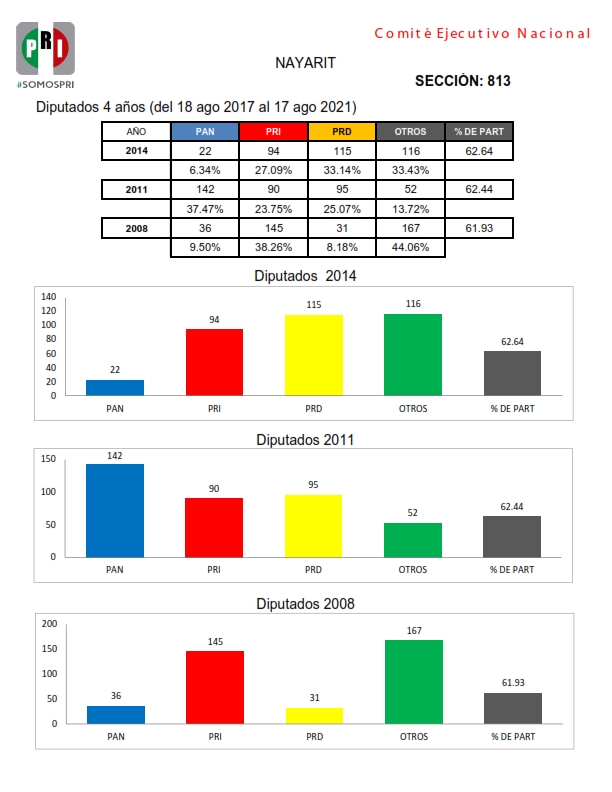 PRI
#SOMOSPRI
Comité Ejecutivo Nacional
NAYARIT
SECCIÓN: 813
Diputados 4 años (del 18 ago 2017 al 17 ago 2021)
AÑO PAN PRI PRD OTROS % DE PART
2014 22 94 115 116 62.64
6.34% 27.09% 33.14% 33.43%
2011 142 90 95 52 62.44
37.47% 23.75% 25.07% 13.72%
2008 36 145 31 167 61.93
9.50% 38.26% 8.18% 44.06%
Diputados 2014
140
120
100
80
60
40
20
0
22 94 115 116 62.64
PAN PRI PRD OTROS % DE PART
Diputados 2011
150
100
50
0
142 90 95 52 62.44
PAN PRI PRD OTROS % DE PART
Diputados 2008
200
150
100
50
0
36 145 31 167 61.93
PAN PRI PRD OTROS % DE PART